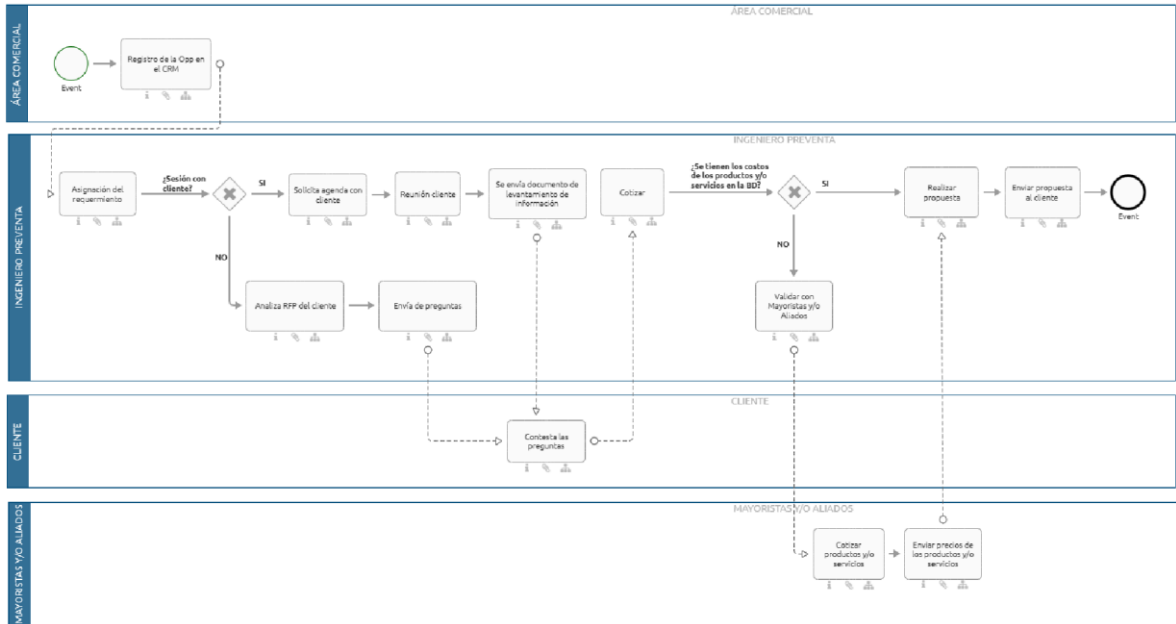 ÁREA COMERCIAL
ÁREA COMERCIAL
Event
Registro de la Opp en
el CRM
INGENIERO PREVENTA
INGENIERO PREVENTA
Asignación del
requermiento
¿Sesión con
cliente?
SI
NO
Solicita agenda con
cliente
Reunión cliente
Se envía documento de
levantamiento de
información
Cotizar
¿Se tienen los costos
de los productos y/o
servicios en la BD?
SI
NO
Realizar
propuesta
Enviar propuesta
al cliente
Event
Analiza RFP del cliente
Envía de preguntas
Validar con
Mayoristas y/o
Aliados
CLIENTE
CLIENTE
Contesta las
preguntas
MAYORISTAS Y/O ALIADOS
MAYORISTAS Y/O ALIADOS
Cotizar
productos y/o
servicios
Enviar precios de
los productos y/o
servicios